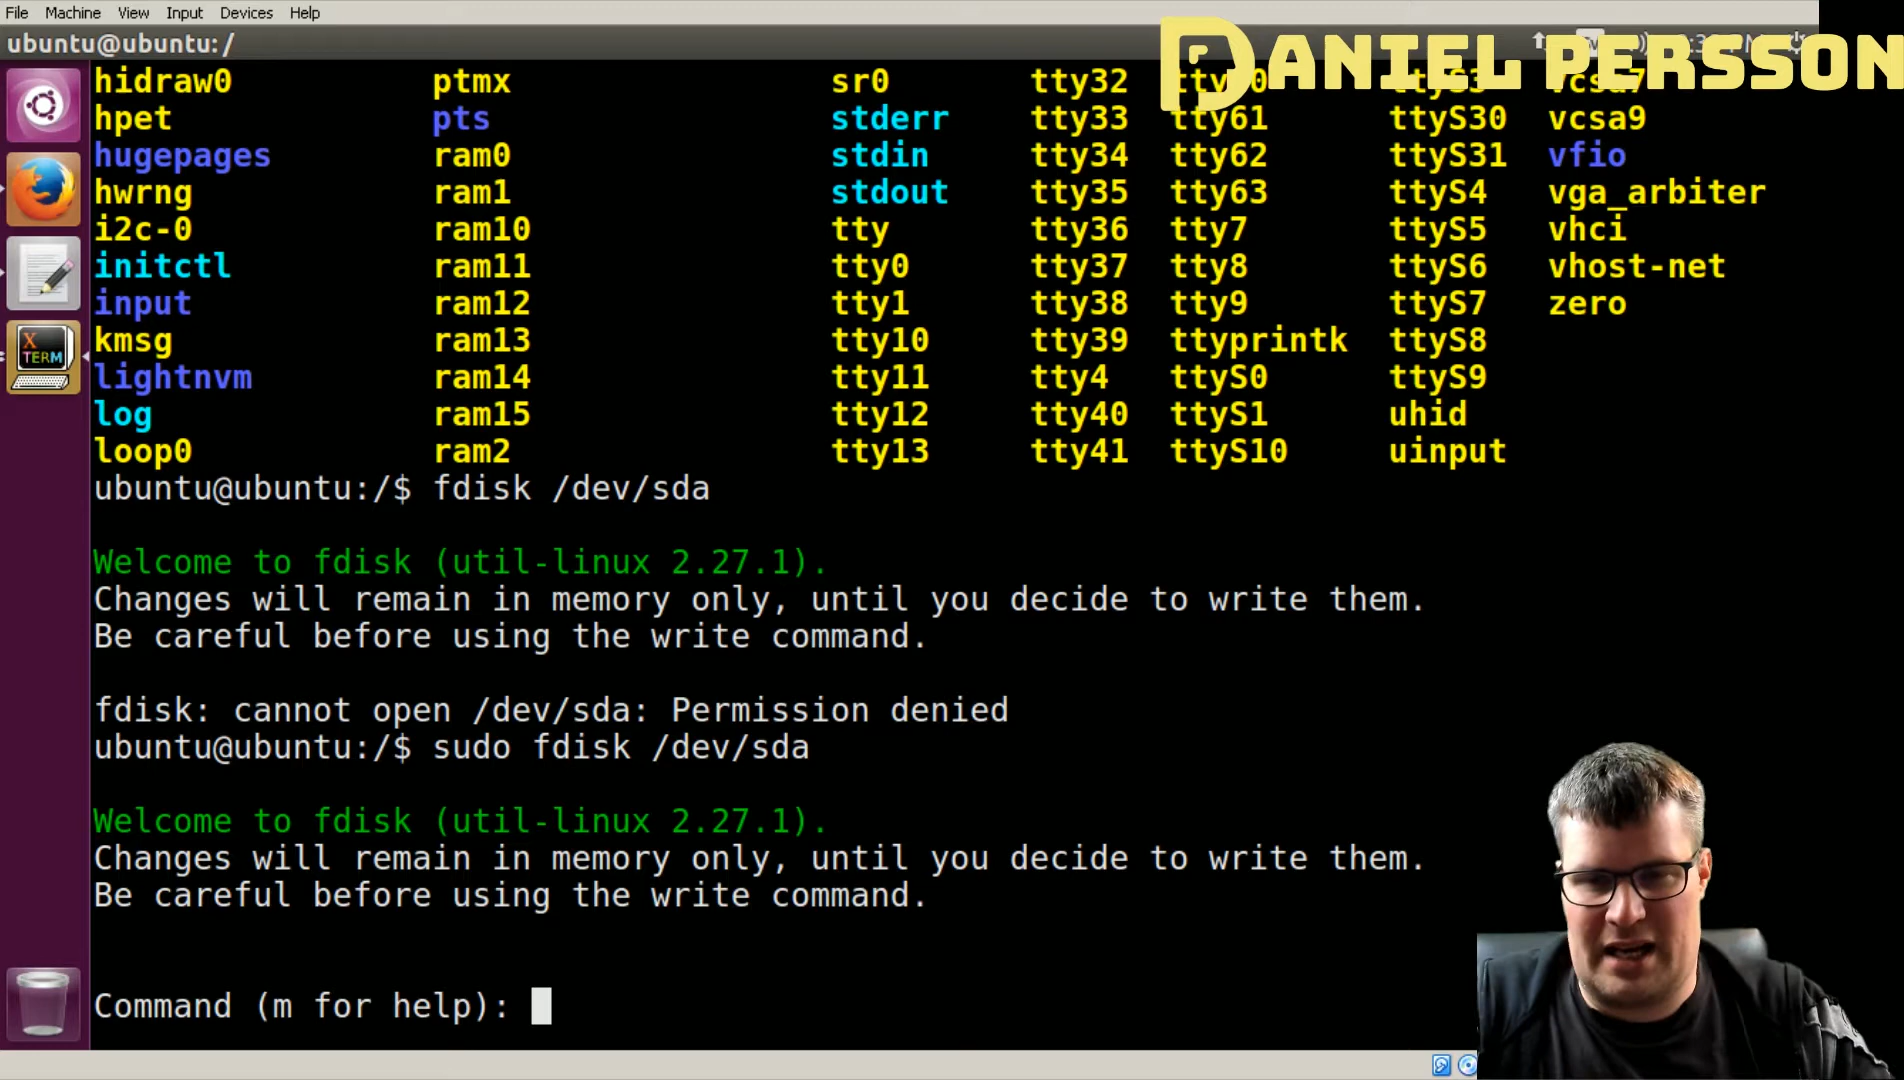 File Machine View Input Devices Help
ubuntu@ubuntu: /
DANIEL PERSSON
hidraw0 ptmx sr0 tty32 vcsa7
hpet pts stderr tty33 tty61 ttyS30 vcsa9
hugepages ram0 stdin tty34 tty62 ttyS31 vfio
hwrng ram1 stdout tty35 tty63 ttyS4 vga_arbiter
i2c-0 ram10 tty tty36 tty7 ttyS5 vhci
initctl ram11 tty0 tty37 tty8 ttyS6 vhost-net
input ram12 tty1 tty38 tty9 ttyS7 zero
kmsg ram13 tty10 tty39 ttyprintk ttyS8
lightnvm ram14 tty11 tty4 ttyS0 ttyS9
log ram15 tty12 tty40 ttyS1 uhid
loop0 ram2 tty13 tty41 ttyS10 uinput
ubuntu@ubuntu:/$ fdisk /dev/sda
Welcome to fdisk (util-linux 2.27.1).
Changes will remain in memory only, until you decide to write them.
Be careful before using the write command.
fdisk: cannot open /dev/sda: Permission denied
ubuntu@ubuntu:/$ sudo fdisk /dev/sda
Welcome to fdisk (util-linux 2.27.1).
Changes will remain in memory only, until you decide to write them.
Be careful before using the write command.
Command (m for help):
X
TERM